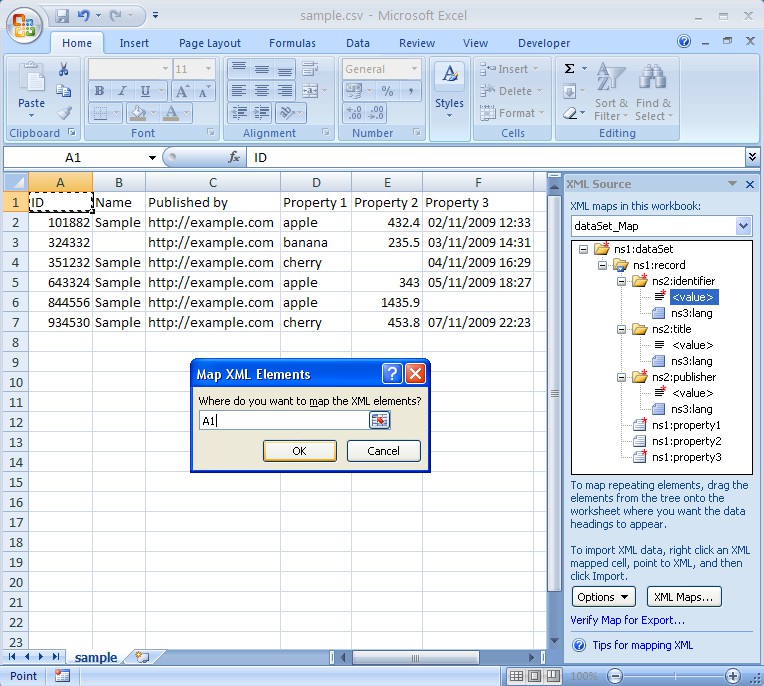 sample.csv - Microsoft Excel
Home Insert Page Layout Formulas Data Review View Developer
Paste
11
B I U
A A
A
General
% ,
Styles
Insert
Delete
Format
Σ
Sort & Filter
Find & Select
Clipboard Font Alignment Number Cells Editing
A1 fx ID
A B C D E F
1 ID Name Published by Property 1 Property 2 Property 3
2 101882 Sample http://example.com apple 432.4 02/11/2009 12:33
3 324332 http://example.com banana 235.5 03/11/2009 14:31
4 351232 Sample http://example.com cherry 04/11/2009 16:29
5 643324 Sample http://example.com apple 343 05/11/2009 18:27
6 844556 Sample http://example.com apple 1435.9
7 934530 Sample http://example.com cherry 453.8 07/11/2009 22:23
8
9
10
11
12
13
14
15
16
17
18
19
20
21
22
23
Map XML Elements
Where do you want to map the XML elements?
A1
OK Cancel
XML Source
XML maps in this workbook:
dataSet_Map
ns1:dataSet
ns1:record
ns2:identifier
<value>
ns3:lang
ns2:title
<value>
ns3:lang
ns2:publisher
<value>
ns3:lang
ns1:property1
ns1:property2
ns1:property3
To map repeating elements, drag the
elements from the tree onto the
worksheet where you want the data
headings to appear.
To import XML data, right click an XML
mapped cell, point to XML, and then
click Import.
Options XML Maps...
Verify Map for Export...
Tips for mapping XML
sample
Point 100%